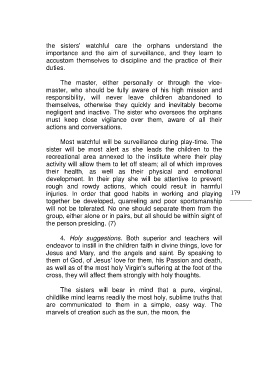 the sisters' watchful care the orphans understand the
importance and the aim of surveillance, and they learn to
accustom themselves to discipline and the practice of their
duties.
The master, either personally or through the vice-
master, who should be fully aware of his high mission and
responsibility, will never leave children abandoned to
themselves, otherwise they quickly and inevitably become
negligent and inactive. The sister who oversees the orphans
must keep close vigilance over them, aware of all their
actions and conversations.
Most watchful will be surveillance during play-time. The
sister will be most alert as she leads the children to the
recreational area annexed to the institute where their play
activity will allow them to let off steam; all of which improves
their health, as well as their physical and emotional
development. In their play she will be attentive to prevent
rough and rowdy actions, which could result in harmful
injuries. In order that good habits in working and playing
together be developed, quarreling and poor sportsmanship
will not be tolerated. No one should separate them from the
group, either alone or in pairs, but all should be within sight of
the person presiding. (7)
179
4. Holy suggestions. Both superior and teachers will
endeavor to instill in the children faith in divine things, love for
Jesus and Mary, and the angels and saint. By speaking to
them of God, of Jesus' love for them, his Passion and death,
as well as of the most holy Virgin's suffering at the foot of the
cross, they will affect them strongly with holy thoughts.
The sisters will bear in mind that a pure, virginal,
childlike mind learns readily the most holy, sublime truths that
are communicated to them in a simple, easy way. The
marvels of creation such as the sun, the moon, the